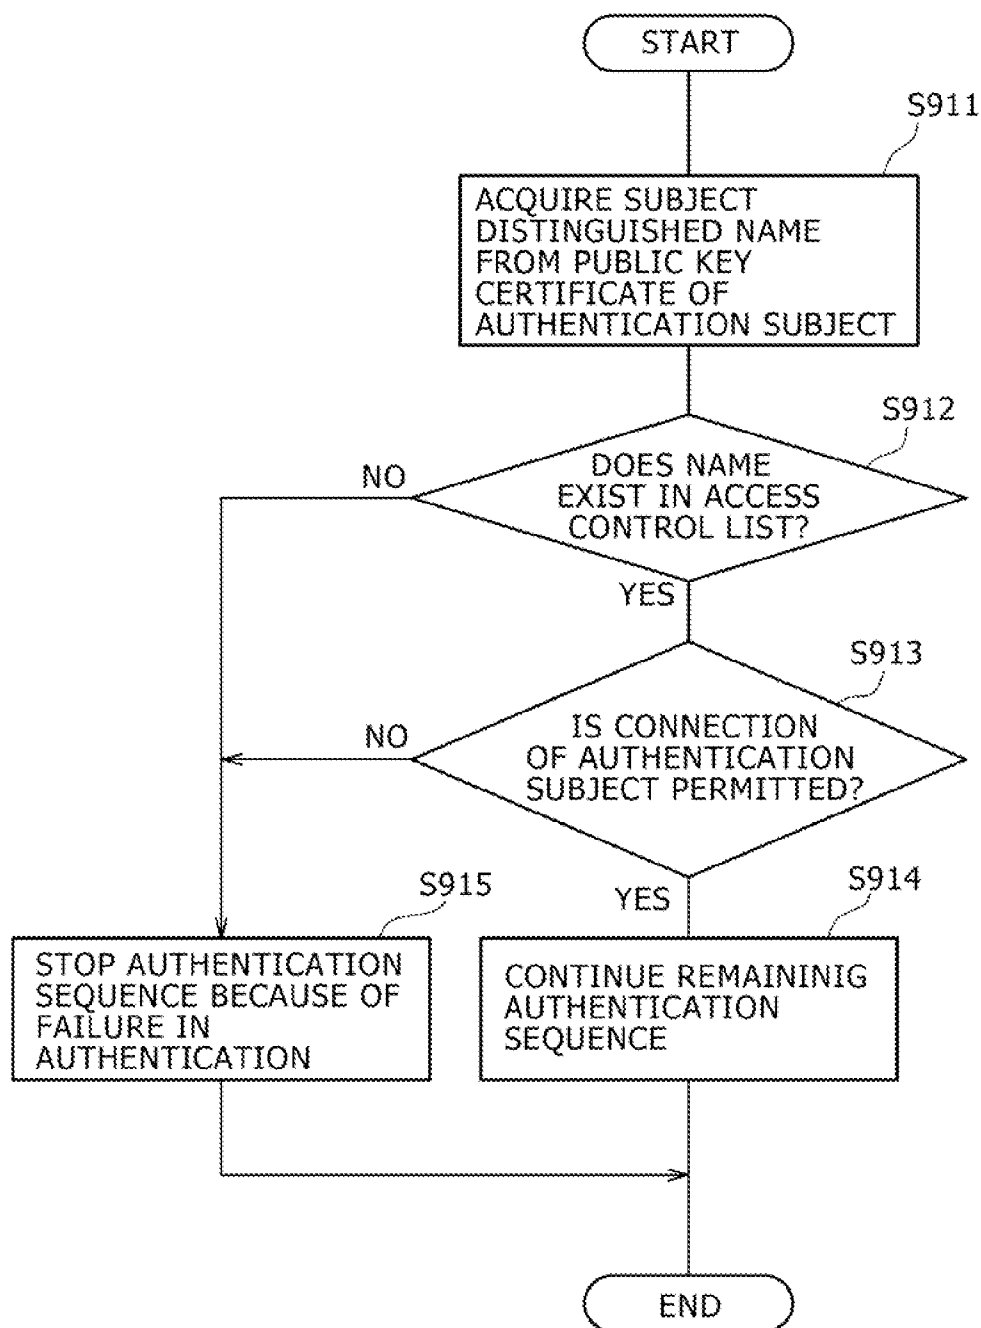 START
S911
ACQUIRE SUBJECT
DISTINGUISHED NAME
FROM PUBLIC KEY
CERTIFICATE OF
AUTHENTICATION SUBJECT
S912
NO
DOES NAME
EXIST IN ACCESS
CONTROL LIST?
YES
S913
NO
IS CONNECTION
OF AUTHENTICATION
SUBJECT PERMITTED?
YES
S915
S914
STOP AUTHENTICATION
SEQUENCE BECAUSE OF
FAILURE IN
AUTHENTICATION
CONTINUE REMAININIG
AUTHENTICATION
SEQUENCE
END